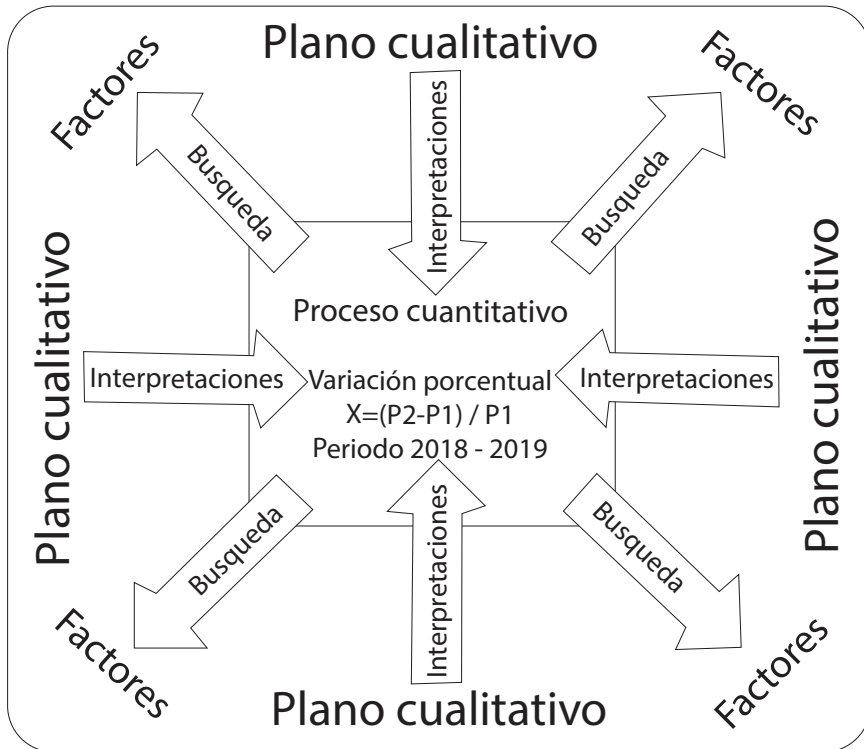 Plano cualitativo
Factores
Factores
Busqueda
Interpretaciones
Busqueda
Plano cualitativo
Proceso cuantitativo
Plano cualitativo
Interpretaciones
Variación porcentual
X=(P2-P1) / P1
Periodo 2018 - 2019
Interpretaciones
Busqueda
Interpretaciones
Busqueda
Factores
Factores
Plano cualitativo